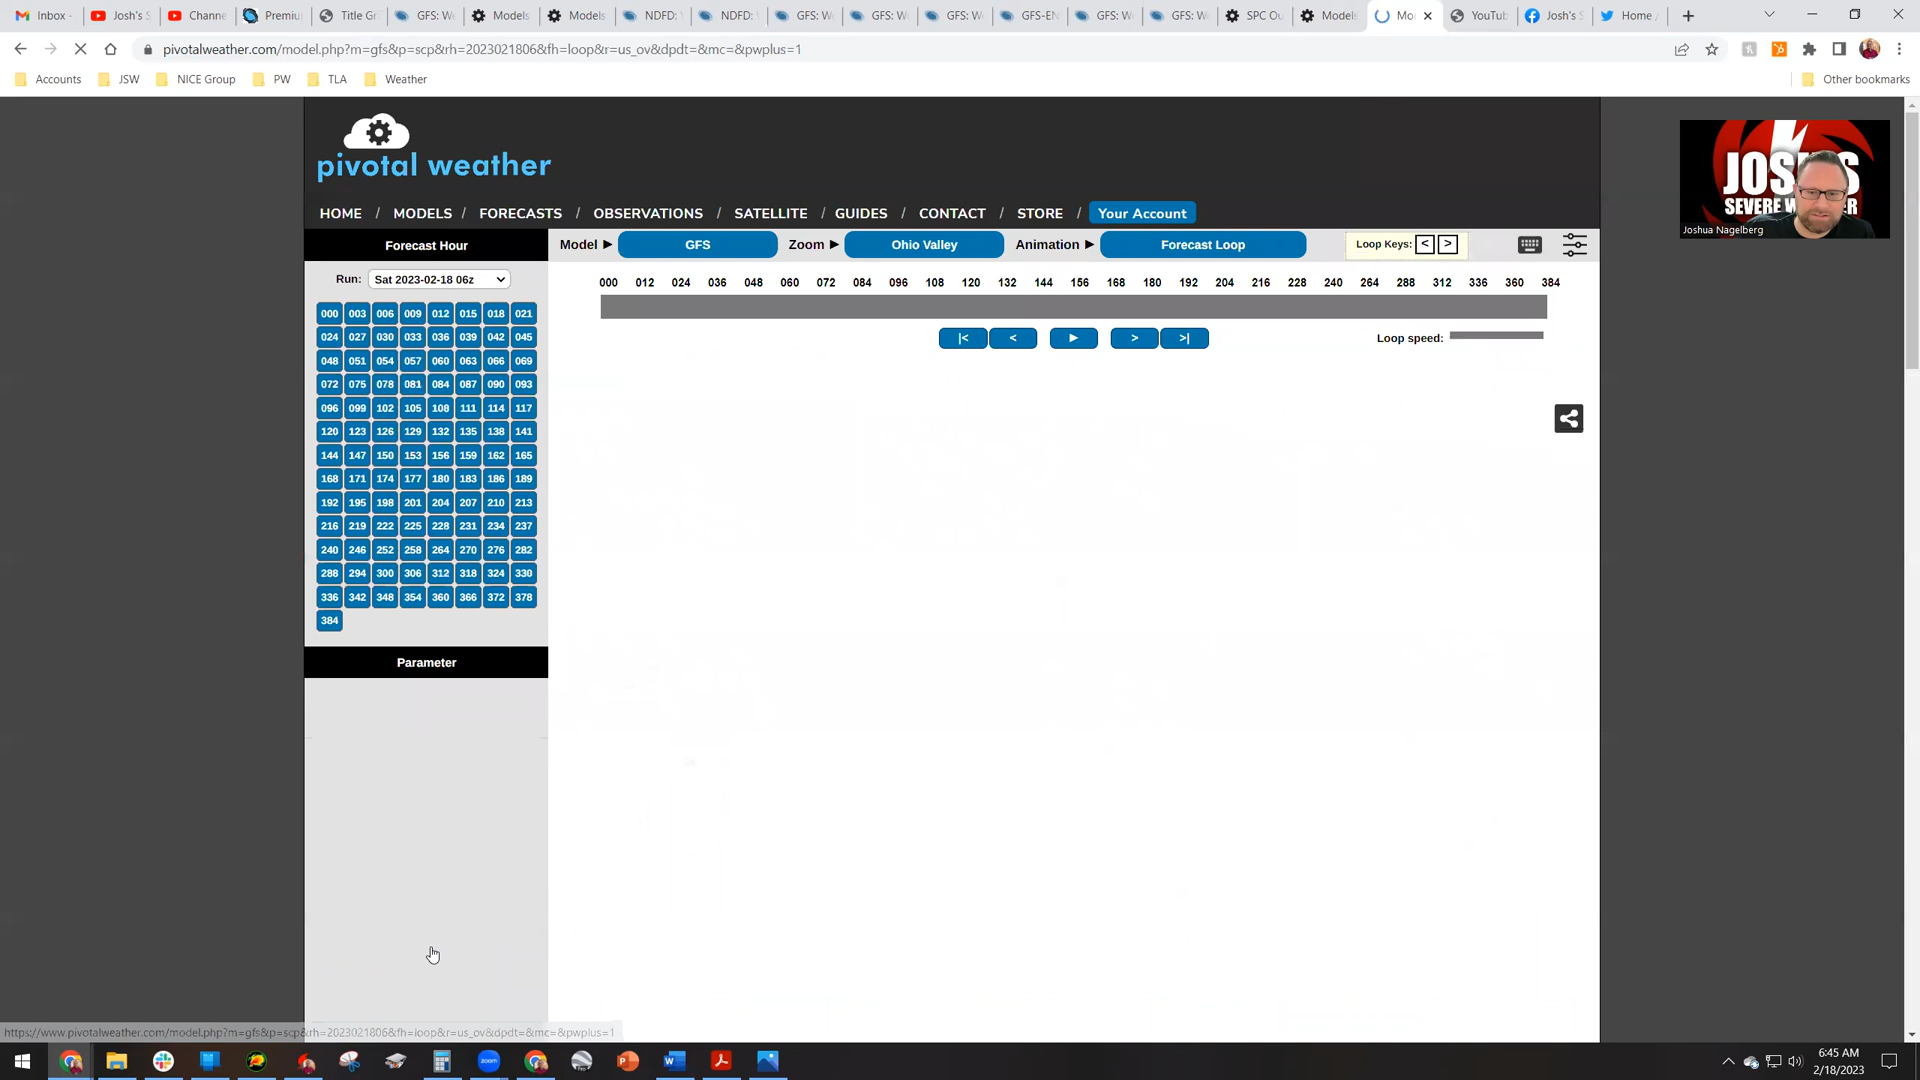 Inbox -
Josh's S
Channe
Premiu
Title Gr
GFS: We
Models
Models
NDFD: V
NDFD: V
GFS: We
GFS: We
GFS: We
GFS-EN
GFS: We
GFS: We
SPC Ou
Models
Mo
YouTub
Josh's S
Home /
pivotalweather.com/model.php?m=gfs&p=scp&rh=2023021806&fh=loop&r=us_ov&dpdt=&mc=&pwplus=1
Accounts
JSW
NICE Group
PW
TLA
Weather
Other bookmarks
pivotal weather
HOME / MODELS / FORECASTS / OBSERVATIONS / SATELLITE / GUIDES / CONTACT / STORE / Your Account
JOSH'S
SEVERE W
Joshua Nagelberg
Forecast Hour
Model ▶ GFS Zoom ▶ Ohio Valley Animation ▶ Forecast Loop Loop Keys: < >
Run: Sat 2023-02-18 06z
000 012 024 036 048 060 072 084 096 108 120 132 144 156 168 180 192 204 216 228 240 264 288 312 336 360 384
|< < ▶ > >| Loop speed:
000 003 006 009 012 015 018 021
024 027 030 033 036 039 042 045
048 051 054 057 060 063 066 069
072 075 078 081 084 087 090 093
096 099 102 105 108 111 114 117
120 123 126 129 132 135 138 141
144 147 150 153 156 159 162 165
168 171 174 177 180 183 186 189
192 195 198 201 204 207 210 213
216 219 222 225 228 231 234 237
240 246 252 258 264 270 276 282
288 294 300 306 312 318 324 330
336 342 348 354 360 366 372 378
384
Parameter
https://www.pivotalweather.com/model.php?m=gfs&p=scp&rh=2023021806&fh=loop&r=us_ov&dpdt=&mc=&pwplus=1
zoom
6:45 AM
2/18/2023